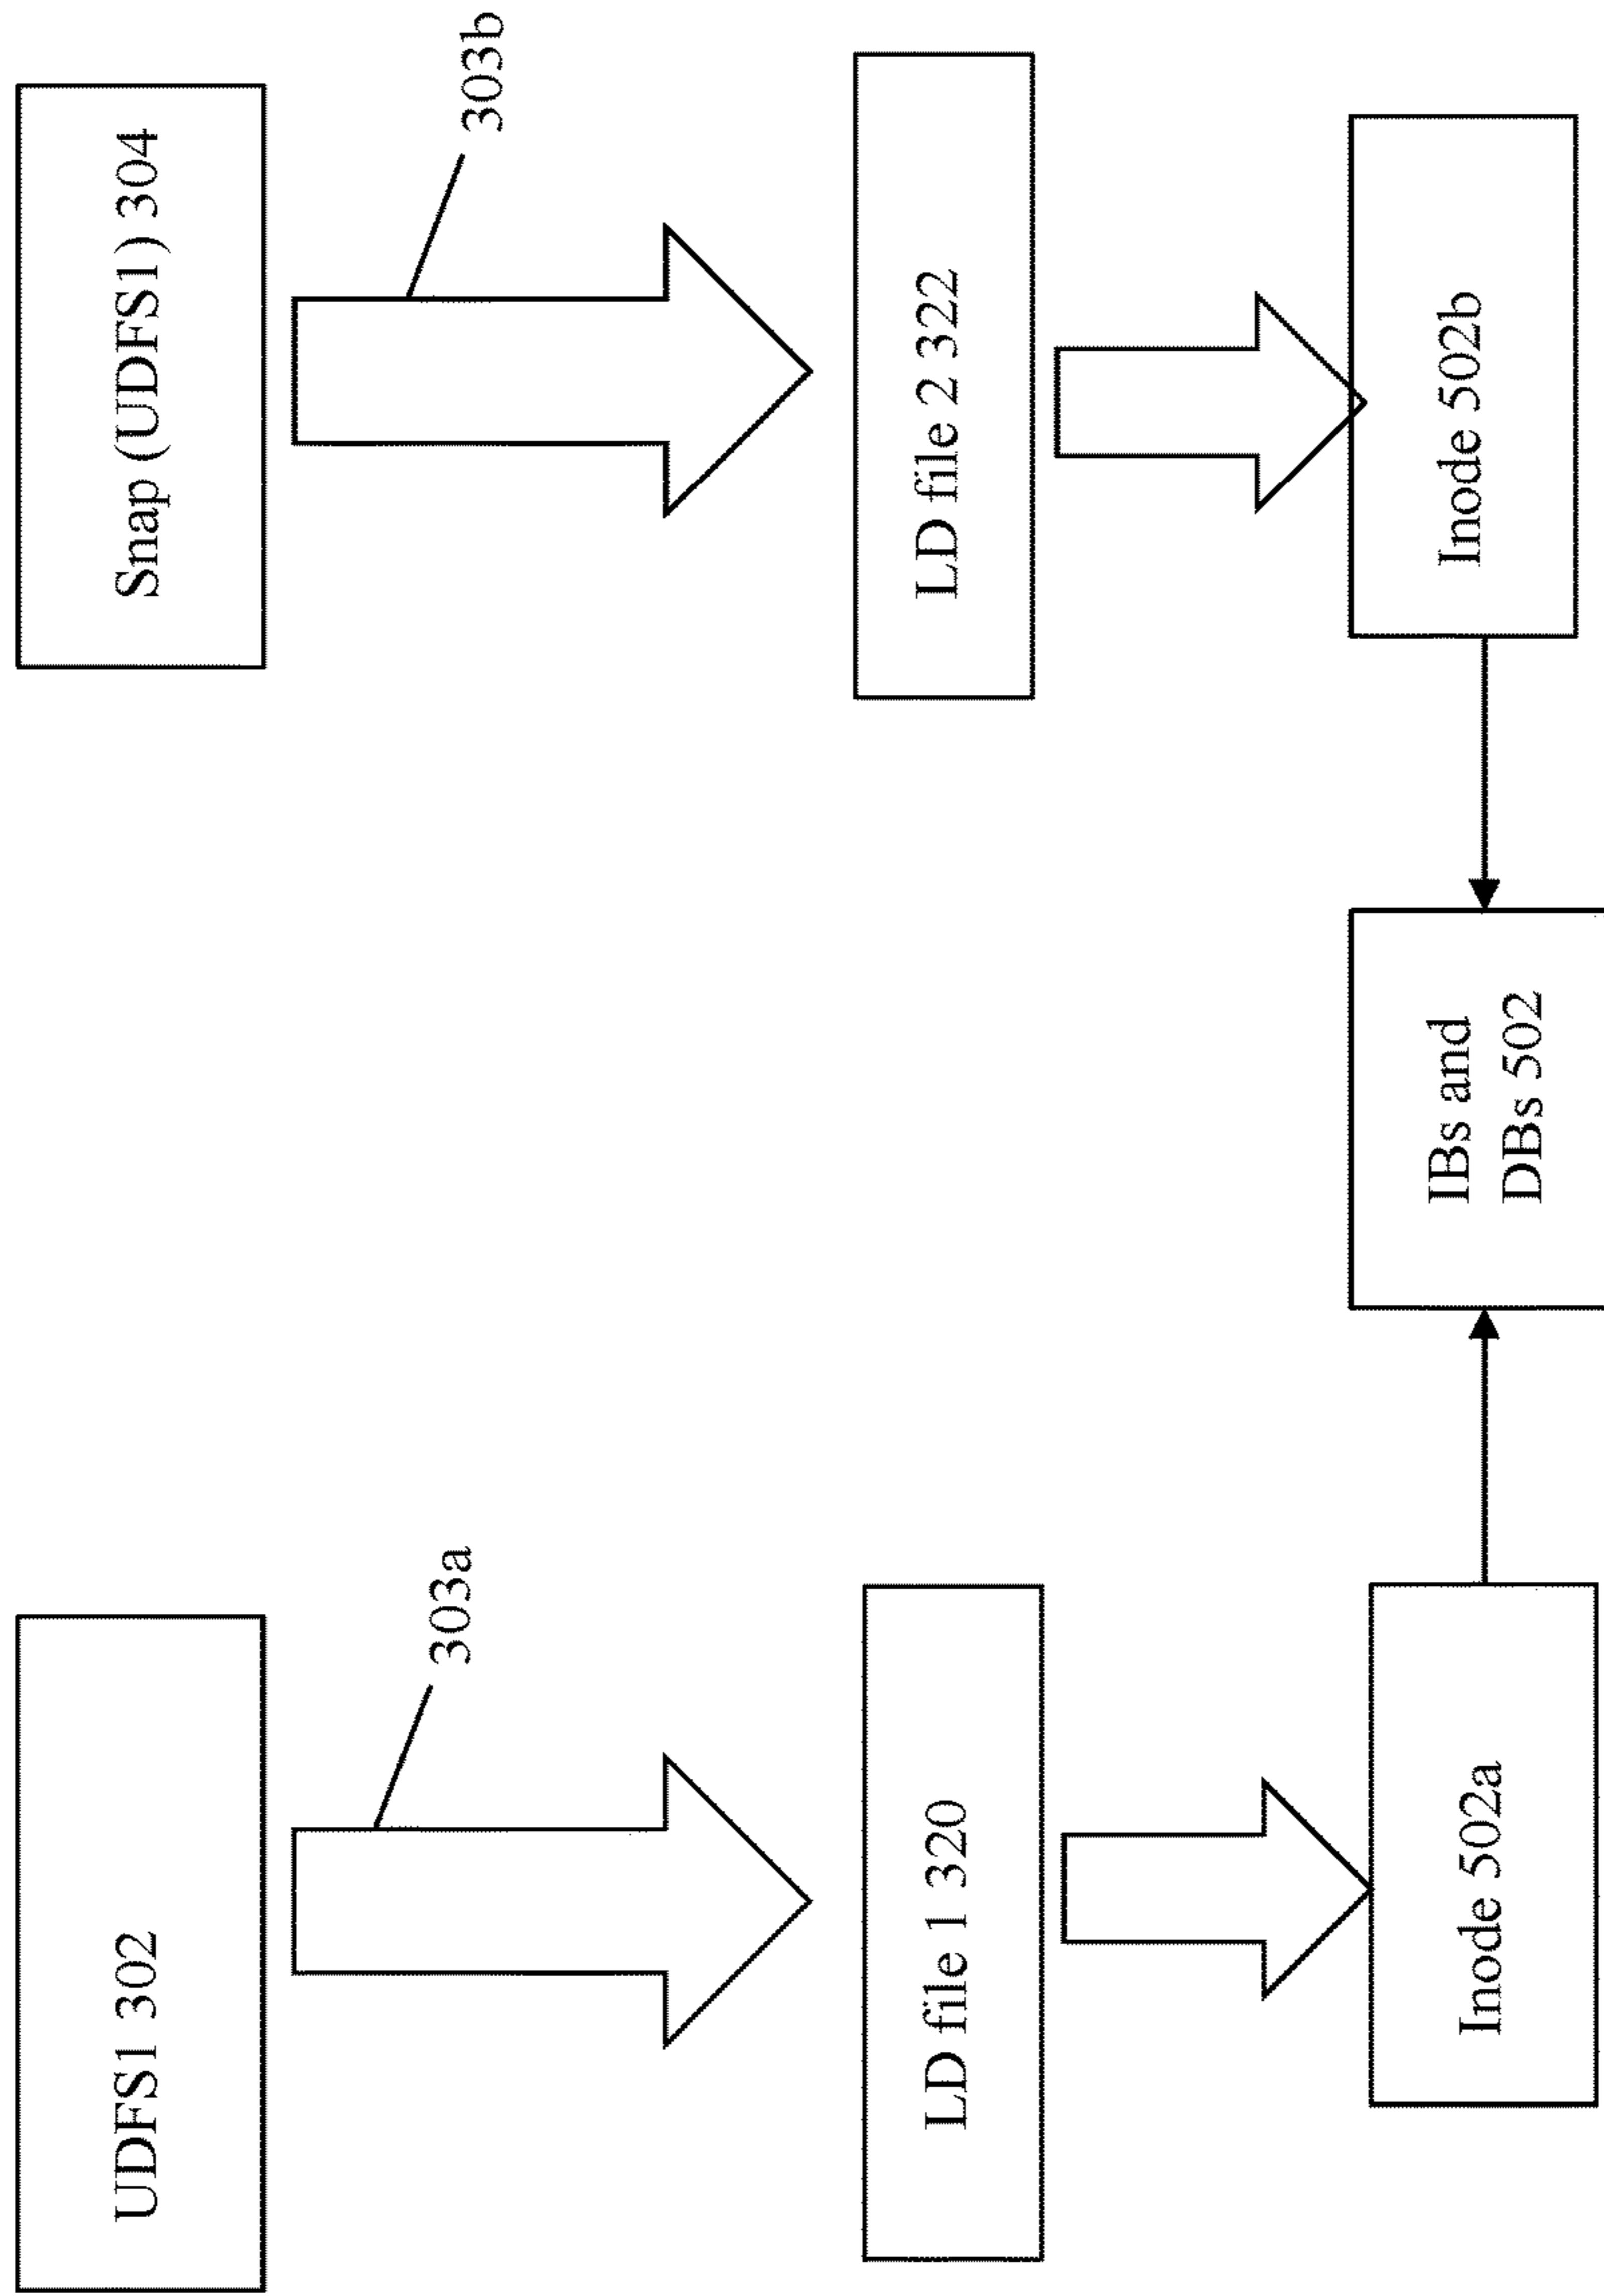 UDFS1 302
303a
LD file 1 320
Inode 502a
IBs and
DBs 502
Snap (UDFS1) 304
303b
LD file 2 322
Inode 502b